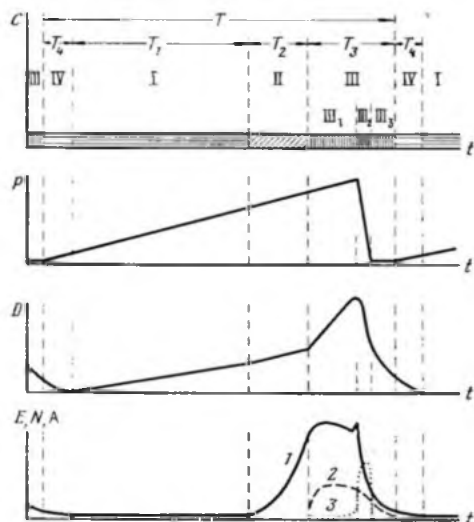 C T
T₄ T₁ T₂ T₃ T₄
III IV I II III IV I
III₁ III₂ III₃
t
P
t
D
t
E, N, A
1
2
3
t